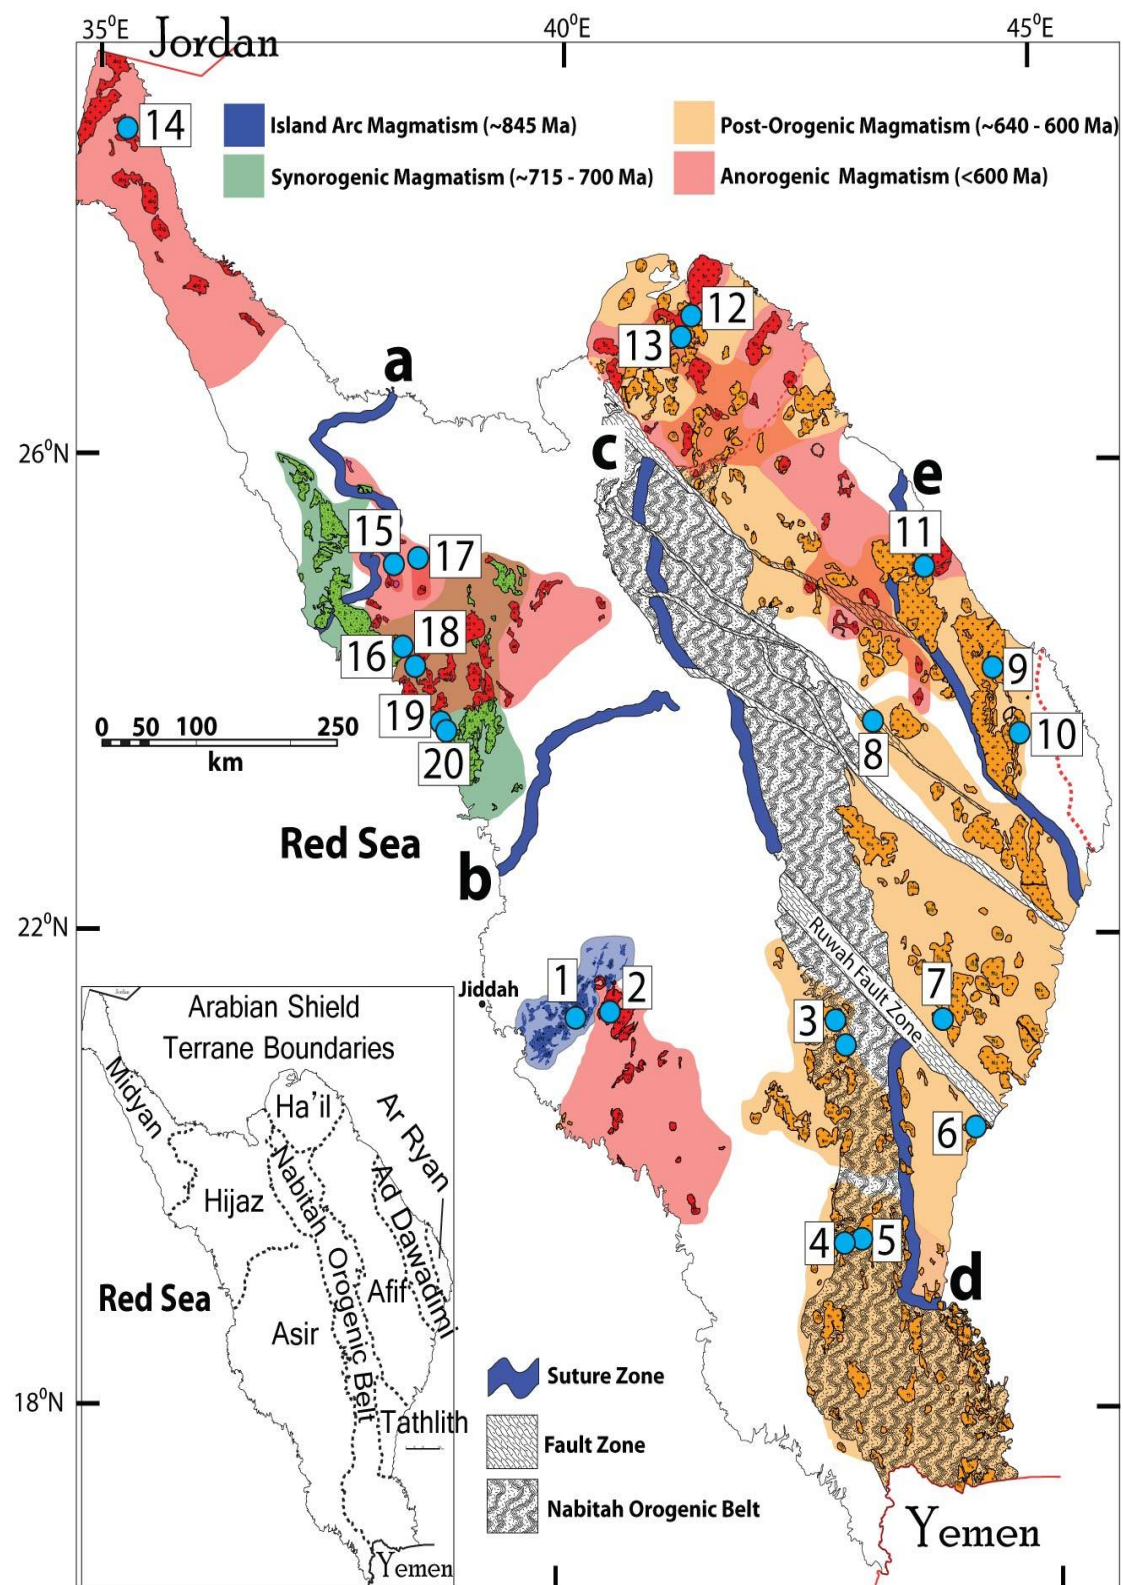 35⁰E
40⁰E
45⁰E
Jordan
14
Island Arc Magmatism (~845 Ma)
Synorogenic Magmatism (~715 - 700 Ma)
Post-Orogenic Magmatism (~640 - 600 Ma)
Anorogenic Magmatism (<600 Ma)
12
13
a
26⁰N
c
e
15
17
11
16
18
9
19
20
8
10
0 50 100 250
km
Red Sea
b
22⁰N
Ruwah Fault Zone
Jiddah
1
2
3
7
6
4
5
d
Arabian Shield
Terrane Boundaries
Midyan
Ha'il
Ar Ryan
Nabitah Orogenic Belt
Ad Dawadimi
Hijaz
Afif
Red Sea
Asir
Tathlith
Yemen
18⁰N
Suture Zone
Fault Zone
Nabitah Orogenic Belt
Yemen